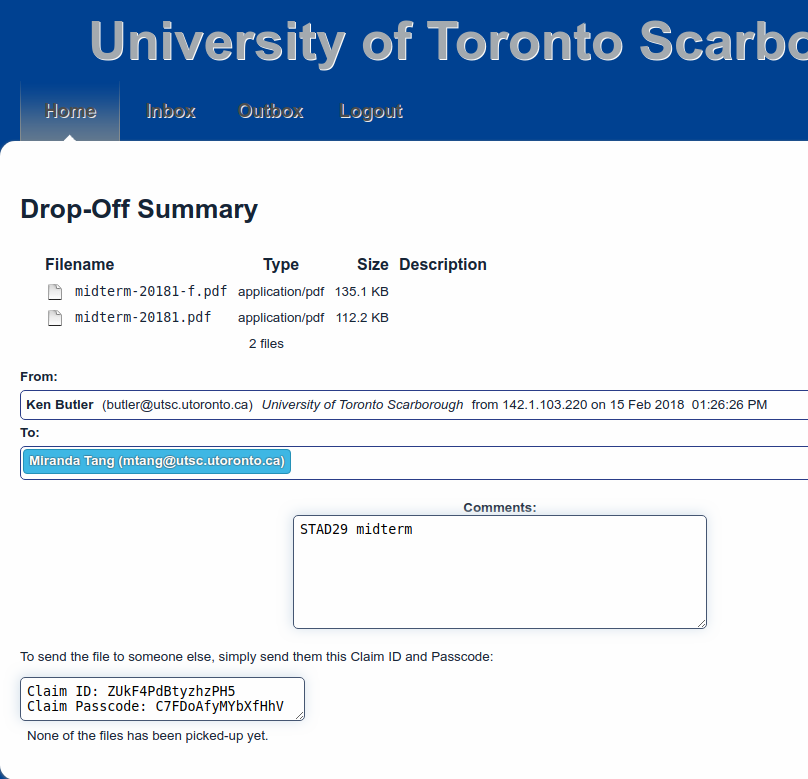 University of Toronto Scarbo
Home Inbox Outbox Logout
Drop-Off Summary
Filename Type Size Description
midterm-20181-f.pdf application/pdf 135.1 KB
midterm-20181.pdf application/pdf 112.2 KB
2 files
From:
Ken Butler (butler@utsc.utoronto.ca) University of Toronto Scarborough from 142.1.103.220 on 15 Feb 2018 01:26:26 PM
To:
Miranda Tang (mtang@utsc.utoronto.ca)
Comments:
STAD29 midterm
To send the file to someone else, simply send them this Claim ID and Passcode:
Claim ID: ZUkF4PdBtyzhzPH5
Claim Passcode: C7FDoAfyMYbXfHhV
None of the files has been picked-up yet.